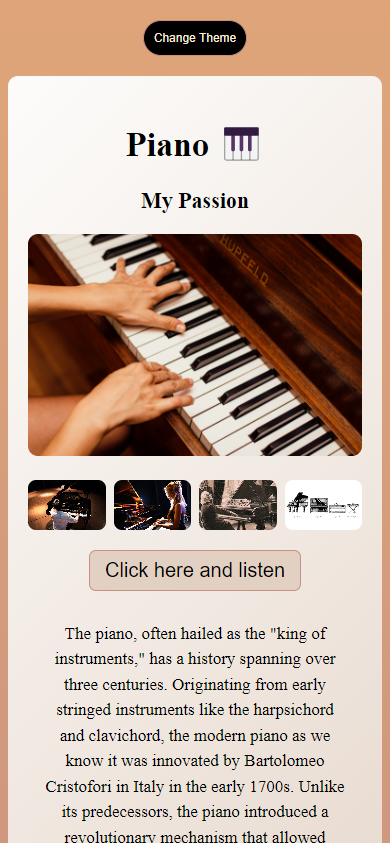 Change Theme
Piano 🎹
My Passion
HUPFELD
Click here and listen
The piano, often hailed as the "king of
instruments," has a history spanning over
three centuries. Originating from early
stringed instruments like the harpsichord
and clavichord, the modern piano as we
know it was innovated by Bartolomeo
Cristofori in Italy in the early 1700s. Unlike
its predecessors, the piano introduced a
revolutionary mechanism that allowed